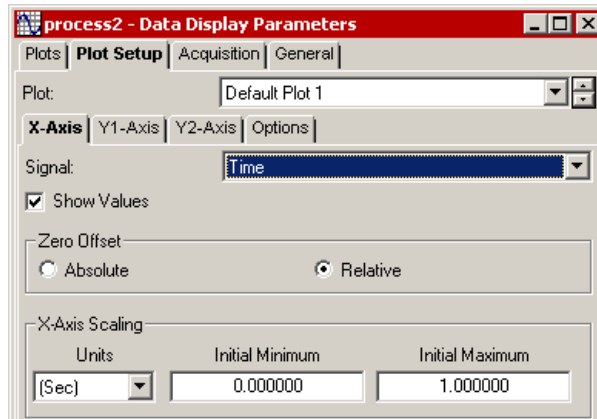 process2 - Data Display Parameters
Plots Plot Setup Acquisition General
Plot: Default Plot 1
X-Axis Y1-Axis Y2-Axis Options
Signal: Time
Show Values
Zero Offset
Absolute Relative
X-Axis Scaling
Units Initial Minimum Initial Maximum
(Sec) 0.000000 1.000000